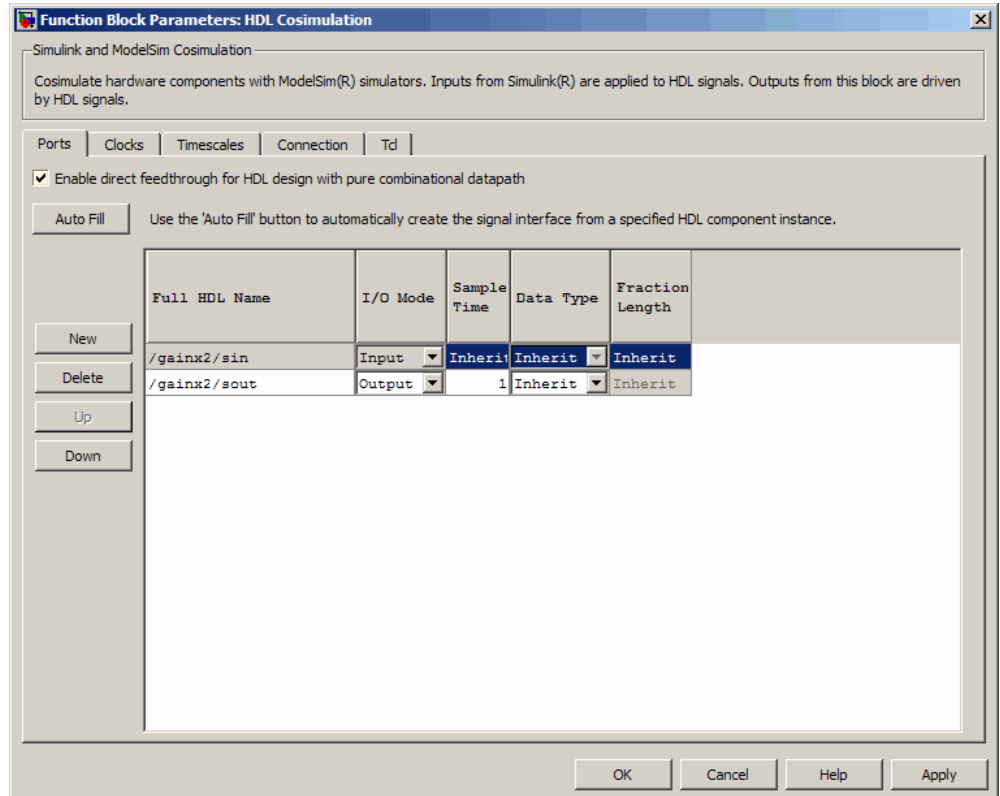 Function Block Parameters: HDL Cosimulation
Simulink and ModelSim Cosimulation
Cosimulate hardware components with ModelSim(R) simulators. Inputs from Simulink(R) are applied to HDL signals. Outputs from this block are driven
by HDL signals.
Ports Clocks Timescales Connection Tcl
Enable direct feedthrough for HDL design with pure combinational datapath
Auto Fill Use the 'Auto Fill' button to automatically create the signal interface from a specified HDL component instance.
Full HDL Name I/O Mode Sample Time Data Type Fraction Length
New
/gainx2/sin Input Inherit Inherit Inherit
Delete
/gainx2/sout Output 1 Inherit Inherit
Up
Down
OK Cancel Help Apply